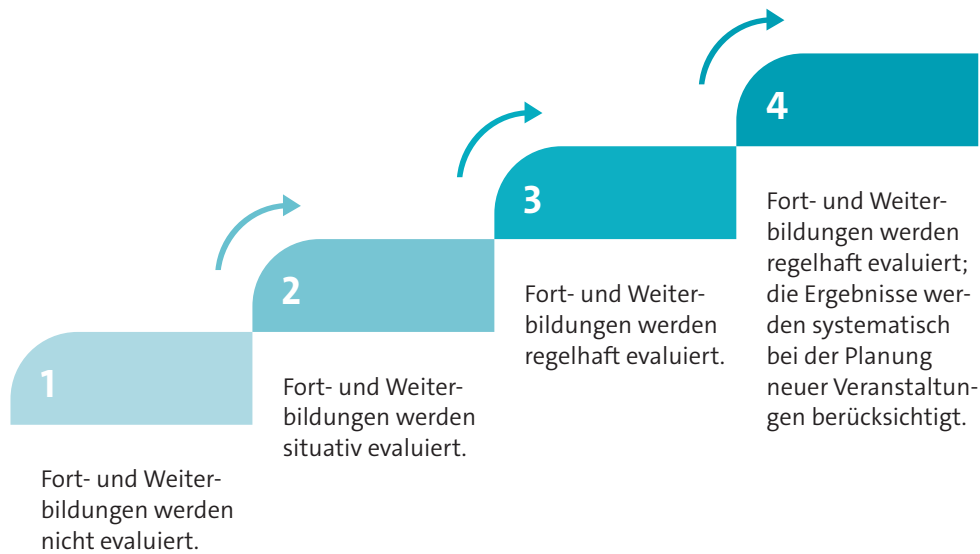 1
Fort- und Weiter-
bildungen werden
nicht evaluiert.
2
Fort- und Weiter-
bildungen werden
situativ evaluiert.
3
Fort- und Weiter-
bildungen werden
regelhaft evaluiert.
4
Fort- und Weiter-
bildungen werden
regelhaft evaluiert;
die Ergebnisse wer-
den systematisch
bei der Planung
neuer Veranstaltun-
gen berücksichtigt.